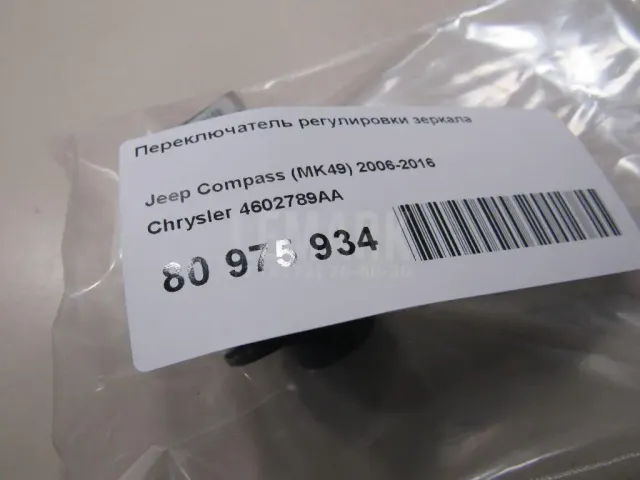 Переключатель регулировки зеркала
Jeep Compass (MK49) 2006-2016
Chrysler 4602789AA
80 975 934